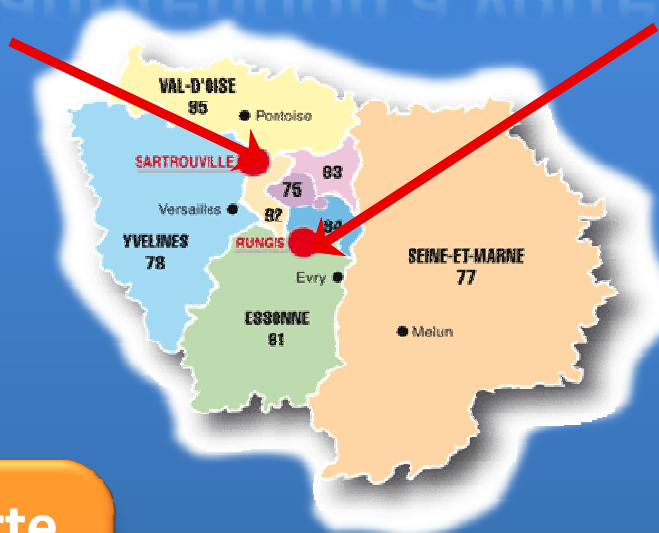 VAL-D'OISE
95
Pontoise
SARTROUVILLE
93
75
Versailles
92
94
RUNGIS
YVELINES
78
SEINE-ET-MARNE
77
Evry
ESSONNE
91
Melun
rte